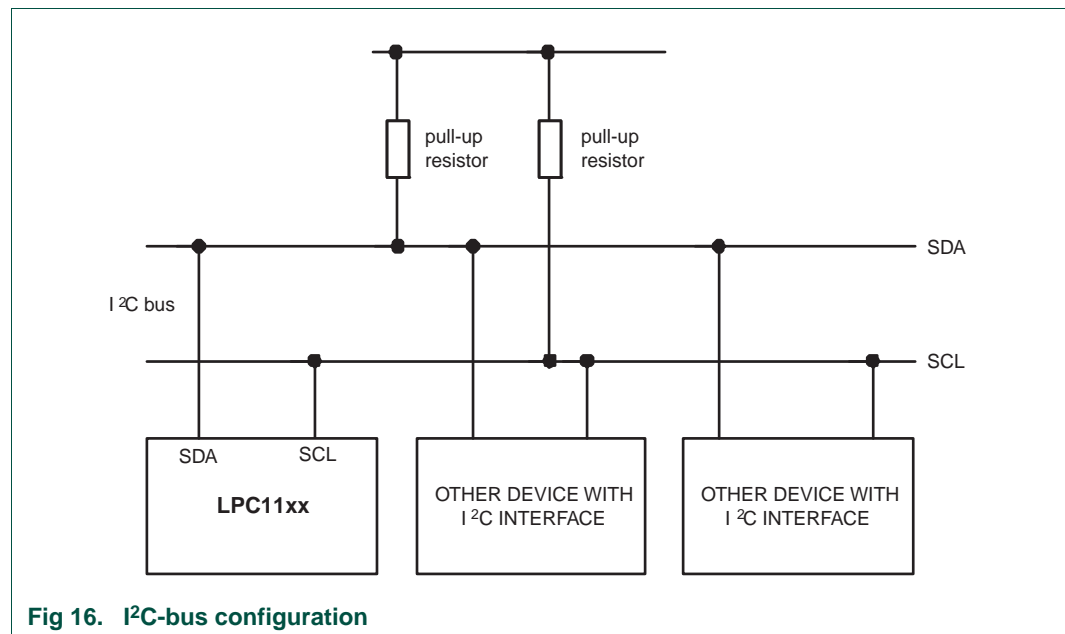 pull-up
resistor
pull-up
resistor
SDA
I ²C bus
SCL
SDA
SCL
LPC11xx
OTHER DEVICE WITH
I ²C INTERFACE
OTHER DEVICE WITH
I ²C INTERFACE
Fig 16. I²C-bus configuration